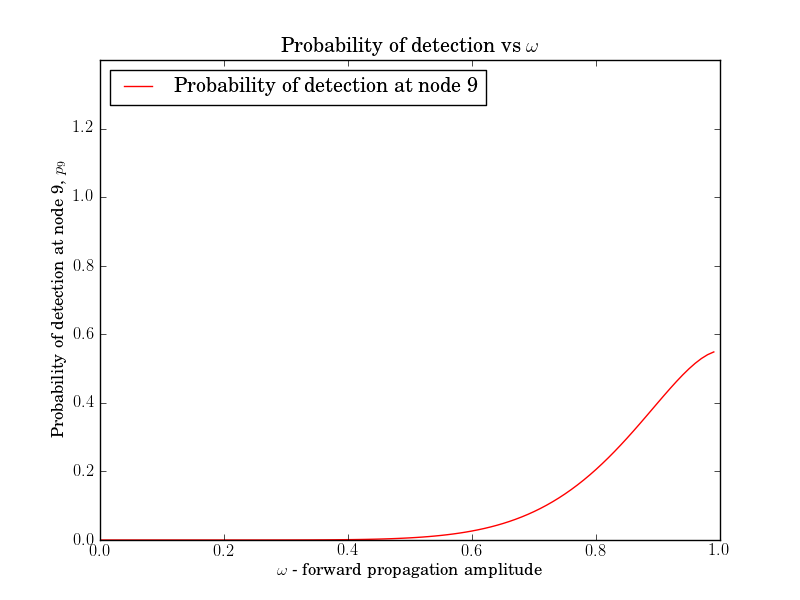 Probability of detection vs ω
Probability of detection at node 9
Probability of detection at node 9, p₉
1.2
1.0
0.8
0.6
0.4
0.2
0.0
0.0 0.2 0.4 0.6 0.8 1.0
ω - forward propagation amplitude